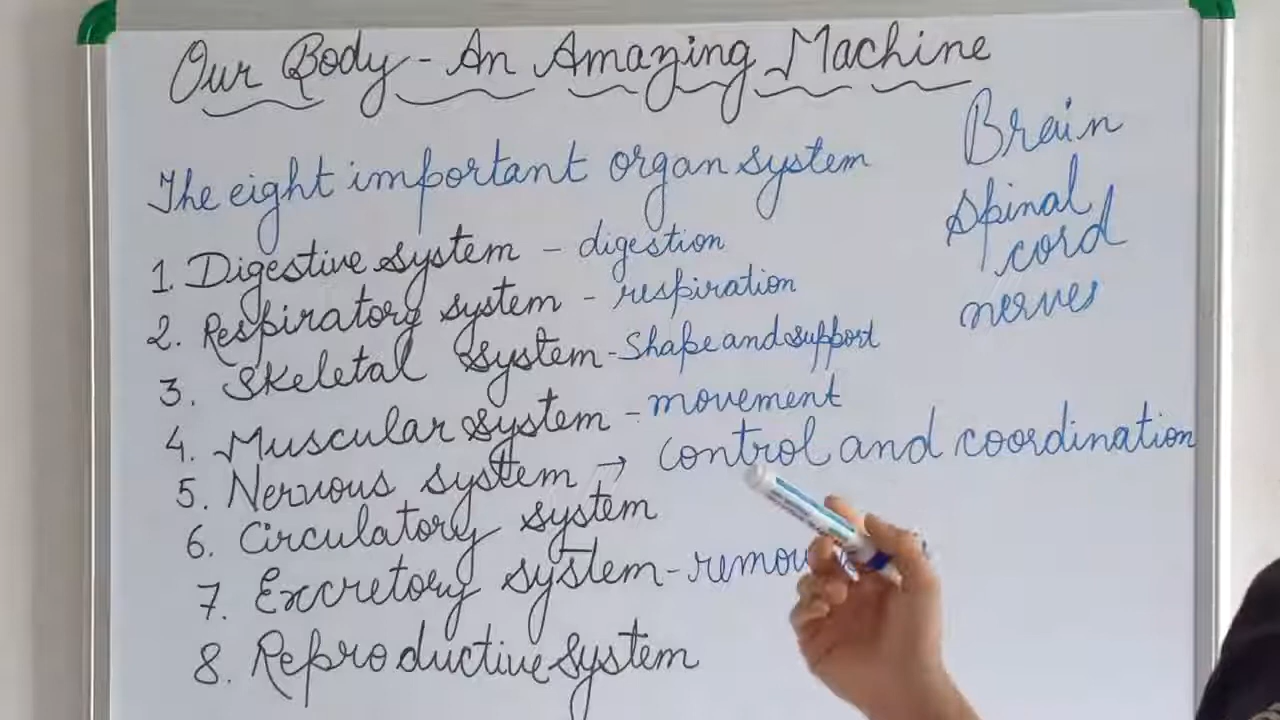 Our Body - An Amazing Machine
The eight important organ system
1. Digestive system - digestion
2. Respiratory system - respiration
3. Skeletal system - Shape and support
4. Muscular system - movement
5. Nervous system → control and coordination
6. Circulatory system
7. Excretory system -
8. Reproductive system
Brain
Spinal
cord
nerves